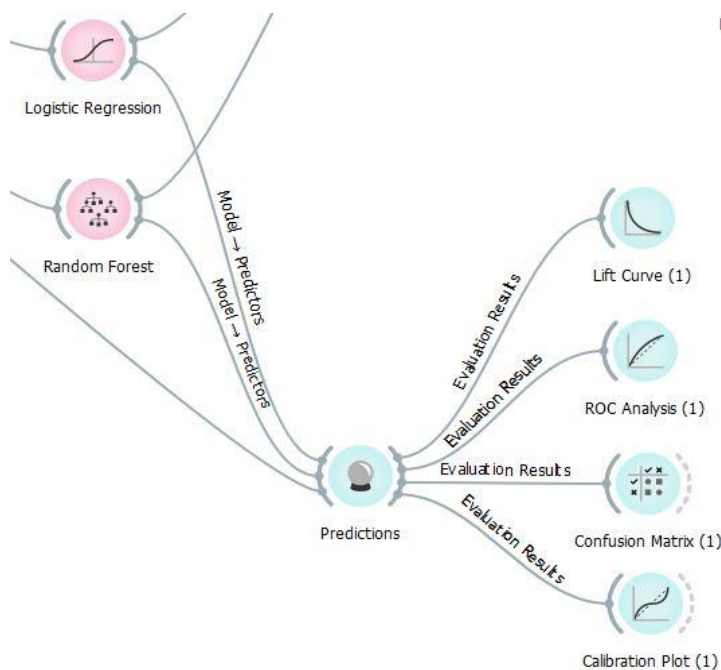 Logistic Regression
Random Forest
Model → Predictors
Model → Predictors
Predictions
Evaluation Results
Evaluation Results
Evaluation Results
Evaluation Results
Lift Curve (1)
ROC Analysis (1)
Confusion Matrix (1)
Calibration Plot (1)